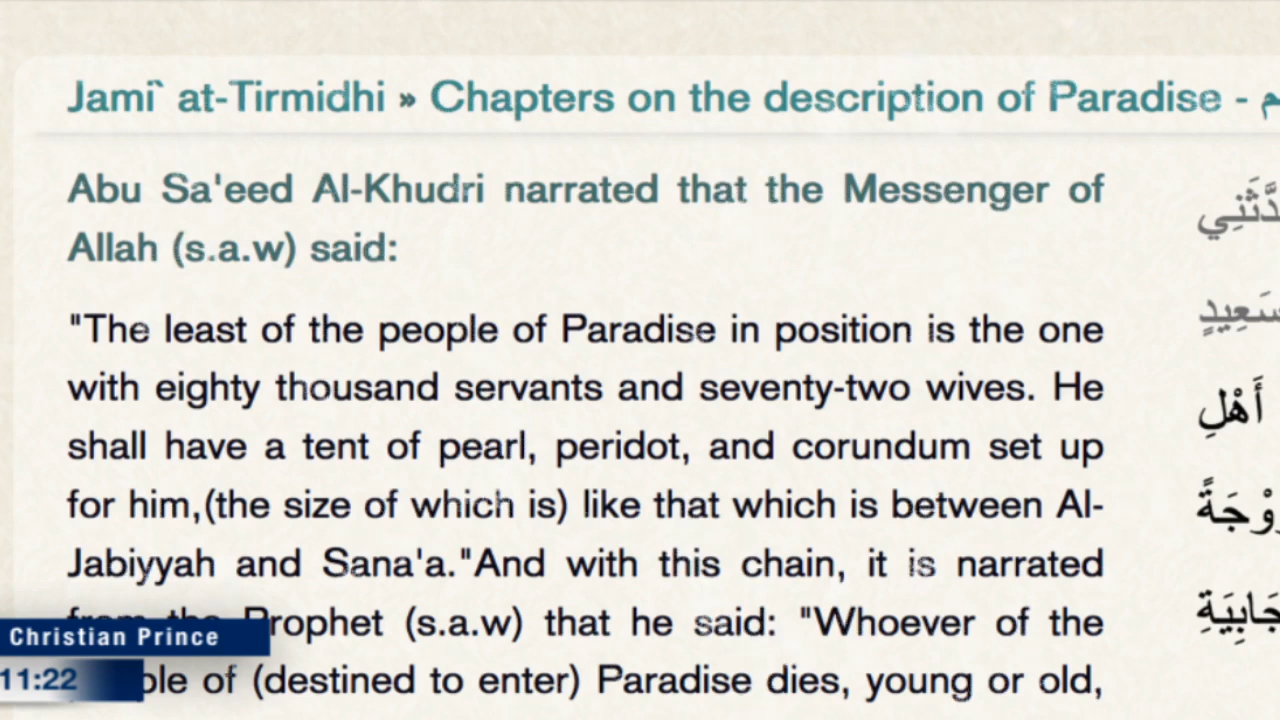 Jami` at-Tirmidhi » Chapters on the description of Paradise - م
Abu Sa'eed Al-Khudri narrated that the Messenger of
Allah (s.a.w) said:
"The least of the people of Paradise in position is the one
with eighty thousand servants and seventy-two wives. He
shall have a tent of pearl, peridot, and corundum set up
for him,(the size of which is) like that which is between Al-
Jabiyyah and Sana'a."And with this chain, it is narrated
from the Prophet (s.a.w) that he said: "Whoever of the
of (destined to enter) Paradise dies, young or old,
أَهْلِ
Christian Prince
11:22